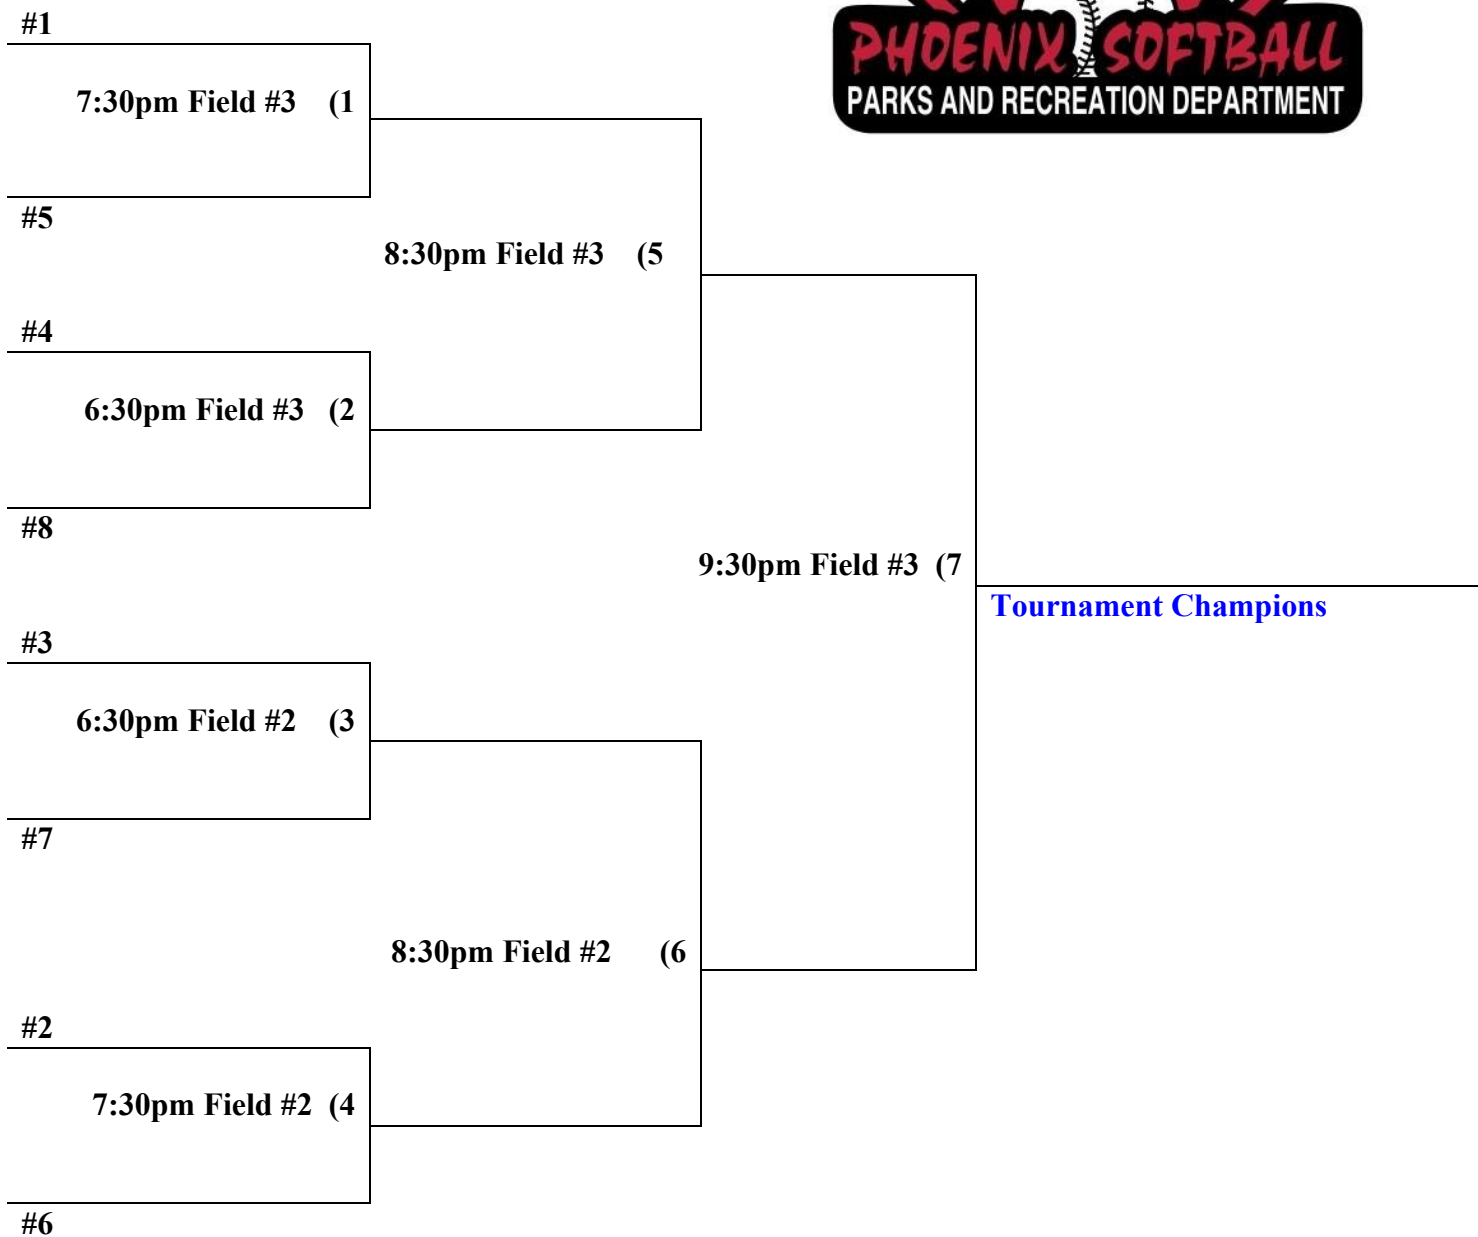 #1
PHOENIX SOFTBALL
PARKS AND RECREATION DEPARTMENT
7:30pm Field #3 (1
#5
8:30pm Field #3 (5
#4
6:30pm Field #3 (2
#8
9:30pm Field #3 (7
Tournament Champions
#3
6:30pm Field #2 (3
#7
8:30pm Field #2 (6
#2
7:30pm Field #2 (4
#6